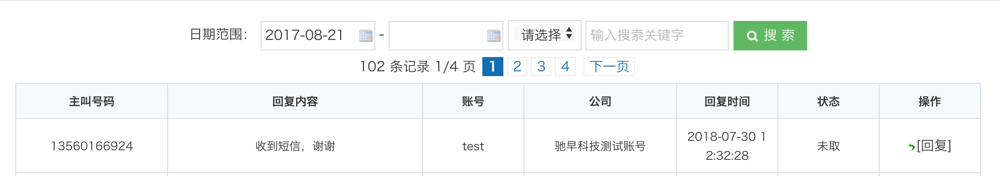 日期范围： 2017-08-21 - 请选择 输入搜索关键字 搜 索
102 条记录 1/4 页 1 2 3 4 下一页
主叫号码 回复内容 账号 公司 回复时间 状态 操作
13560166924 收到短信，谢谢 test 驰早科技测试账号 2018-07-30 1
2:32:28 未取 [回复]